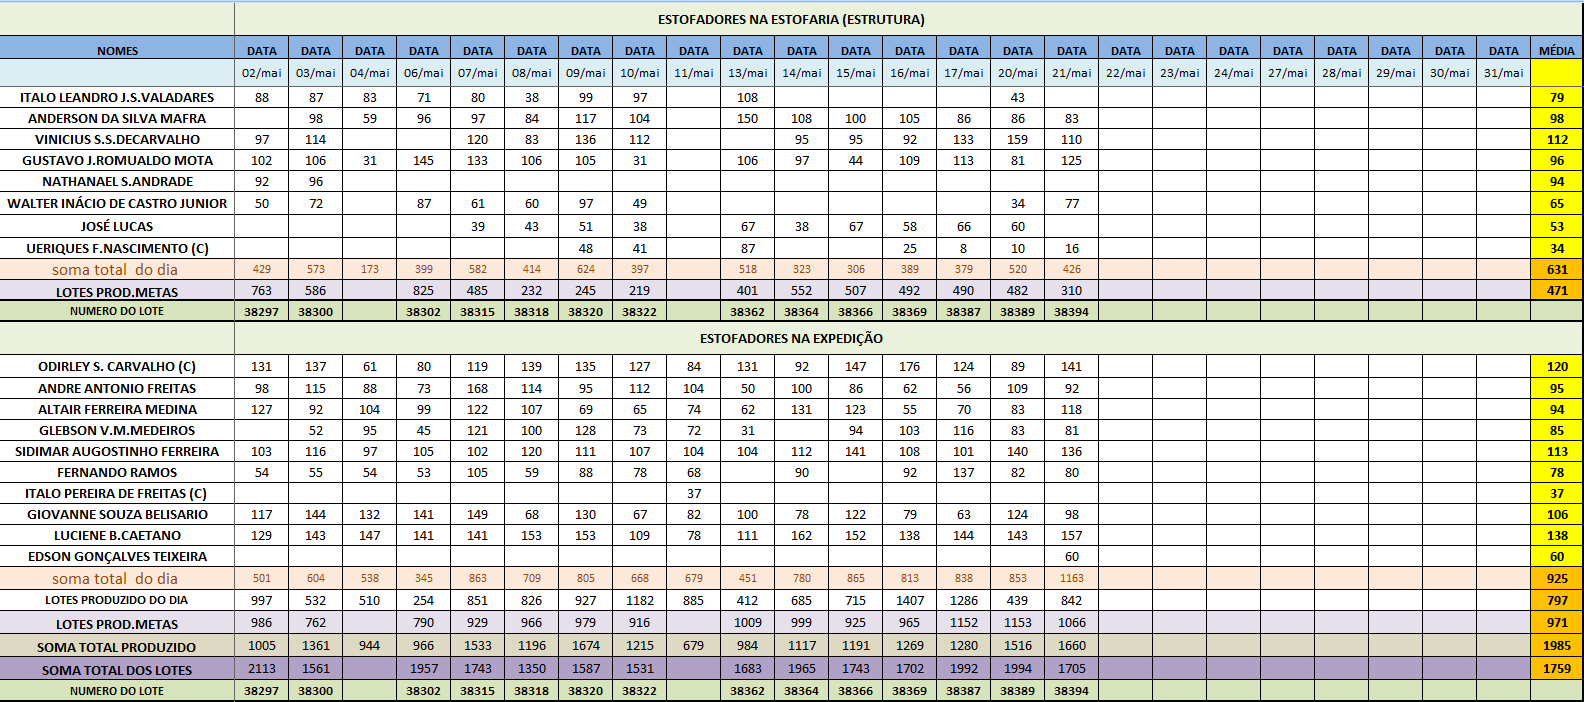 ESTOFADORES NA ESTOFARIA (ESTRUTURA)
NOMES DATA DATA DATA DATA DATA DATA DATA DATA DATA DATA DATA DATA DATA DATA DATA DATA DATA DATA DATA DATA DATA DATA DATA DATA MÉDIA
02/mai 03/mai 04/mai 06/mai 07/mai 08/mai 09/mai 10/mai 11/mai 13/mai 14/mai 15/mai 16/mai 17/mai 20/mai 21/mai 22/mai 23/mai 24/mai 27/mai 28/mai 29/mai 30/mai 31/mai
ITALO LEANDRO J.S.VALADARES 88 87 83 71 80 38 99 97 108 43 79
ANDERSON DA SILVA MAFRA 98 59 96 97 84 117 104 150 108 100 105 86 86 83 98
VINICIUS S.S.DECARVALHO 97 114 120 83 136 112 95 95 92 133 159 110 112
GUSTAVO J.ROMUALDO MOTA 102 106 31 145 133 106 105 31 106 97 44 109 113 81 125 96
NATHANAEL S.ANDRADE 92 96 94
WALTER INÁCIO DE CASTRO JUNIOR 50 72 87 61 60 97 49 34 77 65
JOSÉ LUCAS 39 43 51 38 67 38 67 58 66 60 53
UERIQUES F.NASCIMENTO (C) 48 41 87 25 8 10 16 34
soma total do dia 429 573 173 399 582 414 624 397 518 323 306 389 379 520 426 631
LOTES PROD.METAS 763 586 825 485 232 245 219 401 552 507 492 490 482 310 471
NUMERO DO LOTE 38297 38300 38302 38315 38318 38320 38322 38362 38364 38366 38369 38387 38389 38394
ESTOFADORES NA EXPEDIÇÃO
ODIRLEY S. CARVALHO (C) 131 137 61 80 119 139 135 127 84 131 92 147 176 124 89 141 120
ANDRE ANTONIO FREITAS 98 115 88 73 168 114 95 112 104 50 100 86 62 56 109 92 95
ALTAIR FERREIRA MEDINA 127 92 104 99 122 107 69 65 74 62 131 123 55 70 83 118 94
GLEBSON V.M.MEDEIROS 52 95 45 121 100 128 73 72 31 94 103 116 83 81 85
SIDIMAR AUGOSTINHO FERREIRA 103 116 97 105 102 120 111 107 104 104 112 141 108 101 140 136 113
FERNANDO RAMOS 54 55 54 53 105 59 88 78 68 90 92 137 82 80 78
ITALO PEREIRA DE FREITAS (C) 37 37
GIOVANNE SOUZA BELISARIO 117 144 132 141 149 68 130 67 82 100 78 122 79 63 124 98 106
LUCIENE B.CAETANO 129 143 147 141 141 153 153 109 78 111 162 152 138 144 143 157 138
EDSON GONÇALVES TEIXEIRA 60 60
soma total do dia 501 604 538 345 863 709 805 668 679 451 780 865 813 838 853 1163 925
LOTES PRODUZIDO DO DIA 997 532 510 254 851 826 927 1182 885 412 685 715 1407 1286 439 842 797
LOTES PROD.METAS 986 762 790 929 966 979 916 1009 999 925 965 1152 1153 1066 971
SOMA TOTAL PRODUZIDO 1005 1361 944 966 1533 1196 1674 1215 679 984 1117 1191 1269 1280 1516 1660 1985
SOMA TOTAL DOS LOTES 2113 1561 1957 1743 1350 1587 1531 1683 1965 1743 1702 1992 1994 1705 1759
NUMERO DO LOTE 38297 38300 38302 38315 38318 38320 38322 38362 38364 38366 38369 38387 38389 38394